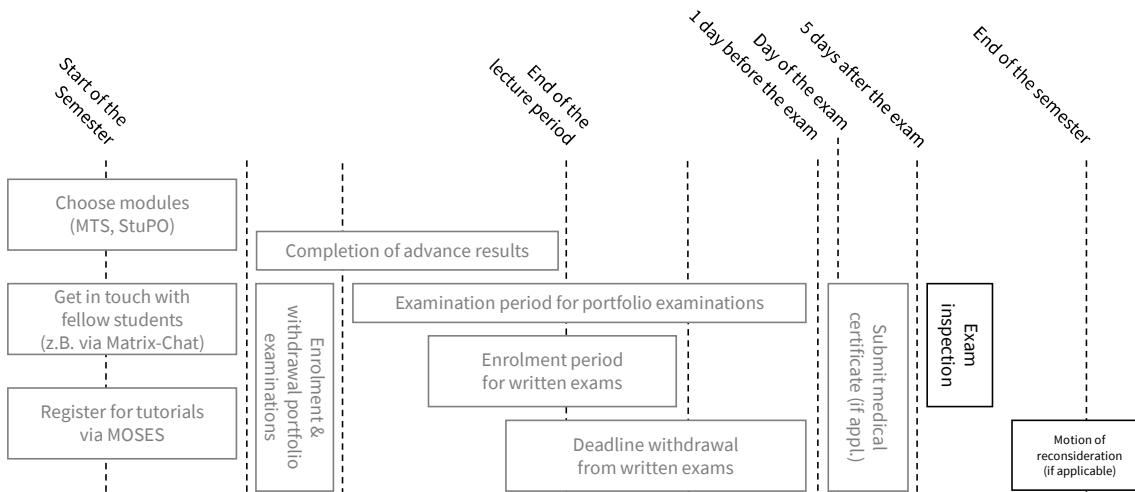 Start of the
Semester
End of the
lecture period
1 day before the exam
Day of the exam
5 days after the exam
End of the semester
Choose modules
(MTS, StuPO)
Completion of advance results
Get in touch with
fellow students
(z.B. via Matrix-Chat)
Enrolment &
withdrawal portfolio
examinations
Examination period for portfolio examinations
Submit medical
certificate (if appl.)
Exam
inspection
Enrolment period
for written exams
Register for tutorials
via MOSES
Deadline withdrawal
from written exams
Motion of
reconsideration
(if applicable)